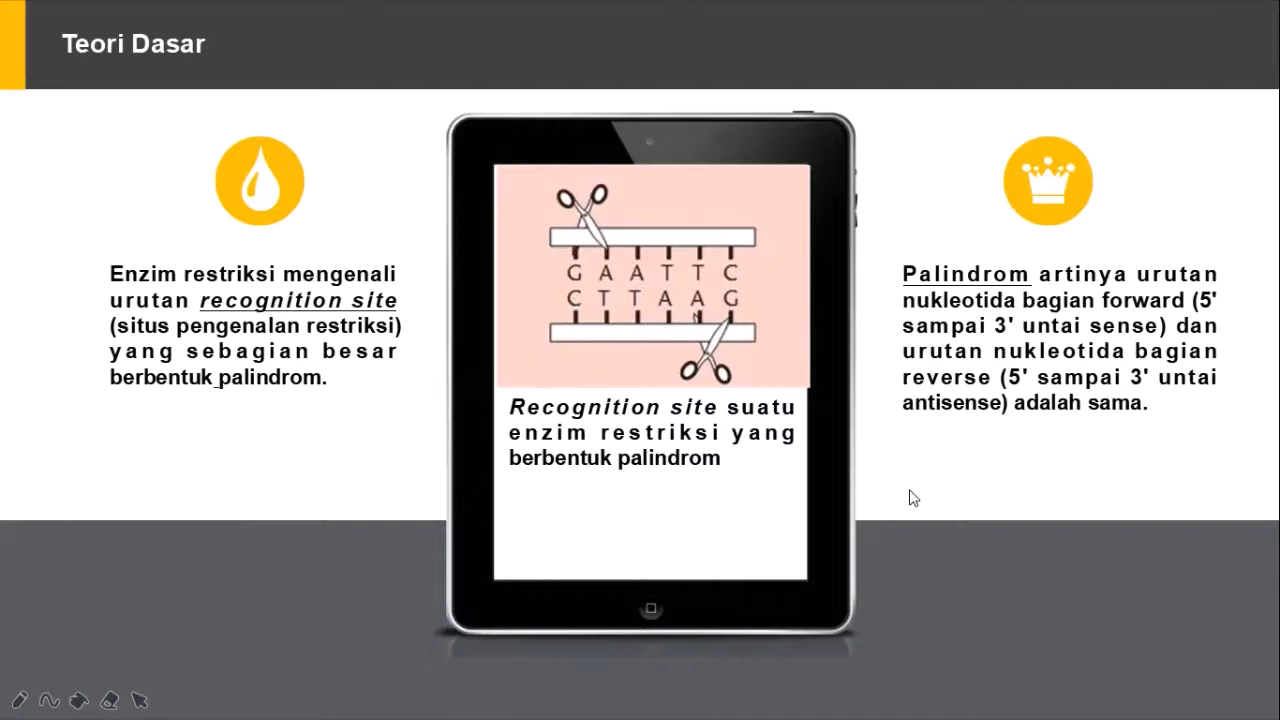 Teori Dasar
Enzim restriksi mengenali
urutan recognition site
(situs pengenalan restriksi)
yang sebagian besar
berbentuk palindrom.
G A A T T C
C T T A A G
Recognition site suatu
enzim restriksi yang
berbentuk palindrom
Palindrom artinya urutan
nukleotida bagian forward (5'
sampai 3' untai sense) dan
urutan nukleotida bagian
reverse (5' sampai 3' untai
antisense) adalah sama.